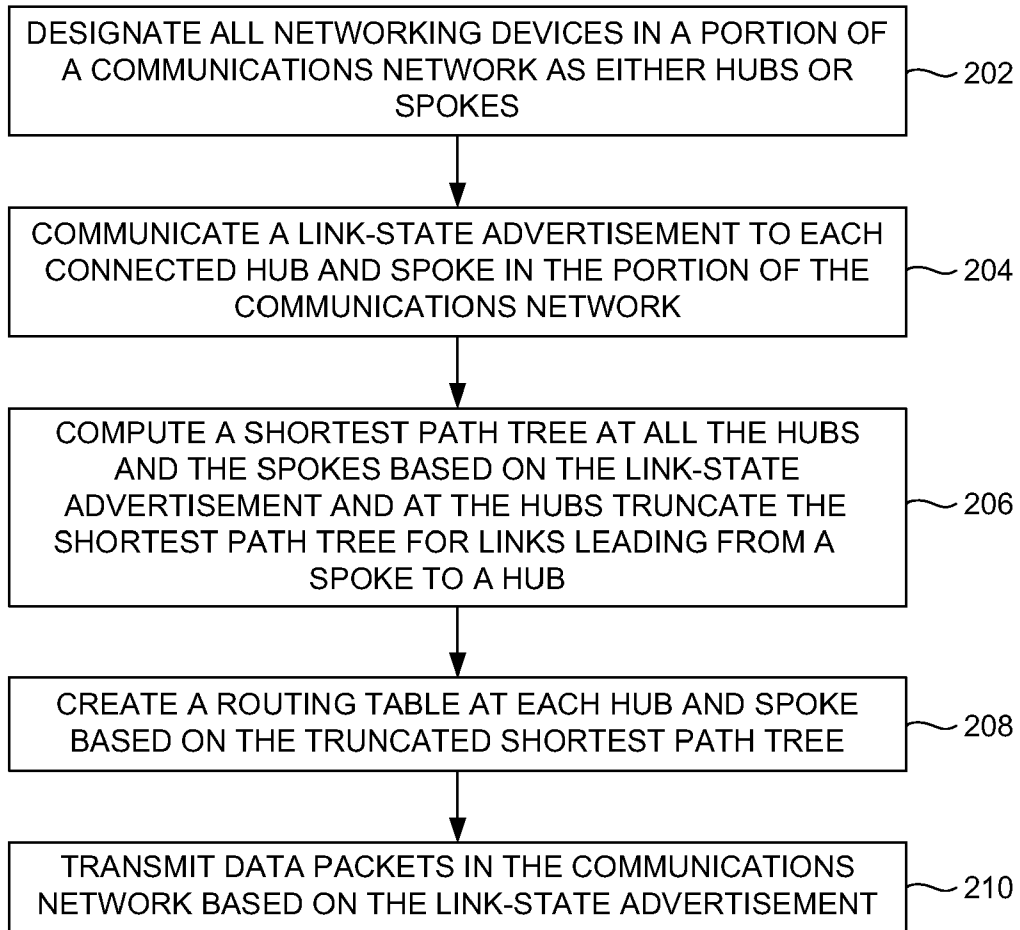 DESIGNATE ALL NETWORKING DEVICES IN A PORTION OF
A COMMUNICATIONS NETWORK AS EITHER HUBS OR
SPOKES
202
COMMUNICATE A LINK-STATE ADVERTISEMENT TO EACH
CONNECTED HUB AND SPOKE IN THE PORTION OF THE
COMMUNICATIONS NETWORK
204
COMPUTE A SHORTEST PATH TREE AT ALL THE HUBS
AND THE SPOKES BASED ON THE LINK-STATE
ADVERTISEMENT AND AT THE HUBS TRUNCATE THE
SHORTEST PATH TREE FOR LINKS LEADING FROM A
SPOKE TO A HUB
206
CREATE A ROUTING TABLE AT EACH HUB AND SPOKE
BASED ON THE TRUNCATED SHORTEST PATH TREE
208
TRANSMIT DATA PACKETS IN THE COMMUNICATIONS
NETWORK BASED ON THE LINK-STATE ADVERTISEMENT
210